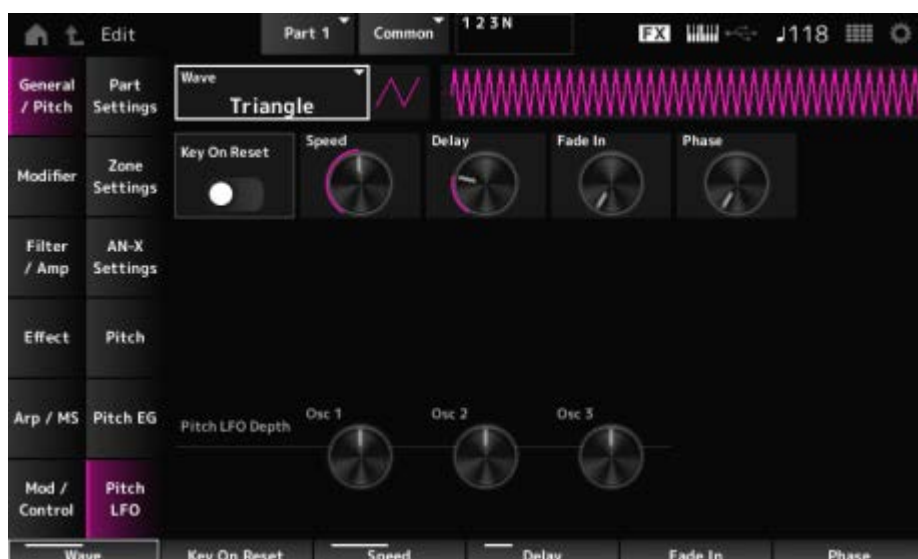 Edit
Part 1
Common
1 2 3 N
FX
♩118
General / Pitch
Part Settings
Wave
Triangle
Modifier
Zone Settings
Key On Reset
Speed
Delay
Fade In
Phase
Filter / Amp
AN-X Settings
Effect
Pitch
Arp / MS
Pitch EG
Pitch LFO Depth
Osc 1
Osc 2
Osc 3
Mod / Control
Pitch LFO
Wave
Key On Reset
Speed
Delay
Fade In
Phase